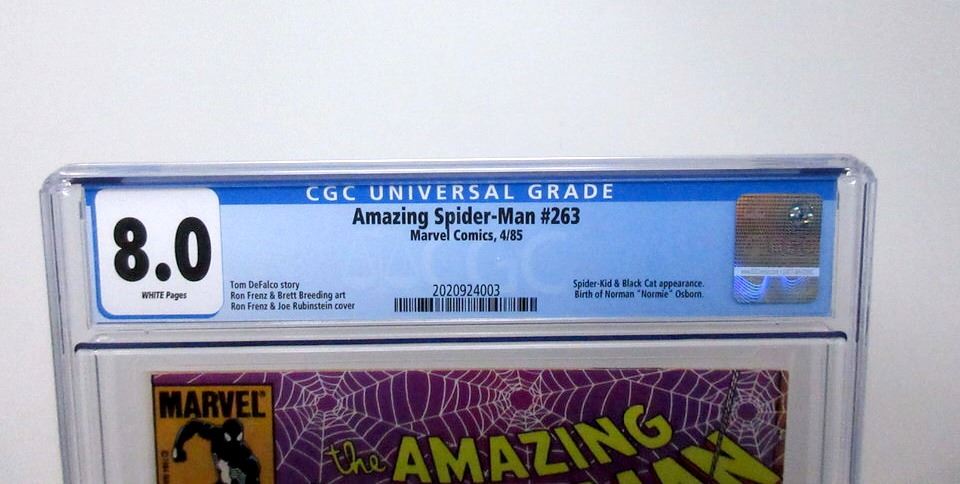 CGC UNIVERSAL GRADE
8.0
WHITE Pages
Amazing Spider-Man #263
Marvel Comics, 4/85
Tom DeFalco story
Ron Frenz & Brett Breeding art
Ron Frenz & Joe Rubinstein cover
2020924003
Spider-Kid & Black Cat appearance.
Birth of Norman "Normie" Osborn.
CGC
MARVEL
the AMAZING